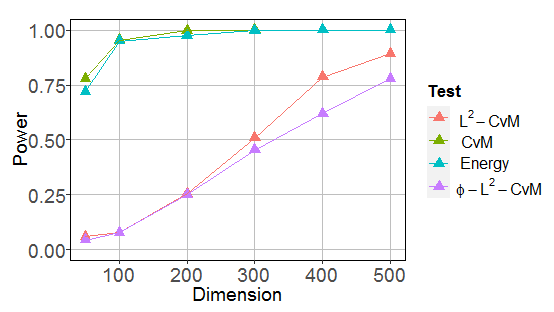 Power
1.00
0.75
0.50
0.25
0.00
100 200 300 400 500
Dimension
Test
L² – CvM
CvM
Energy
ϕ – L² – CvM